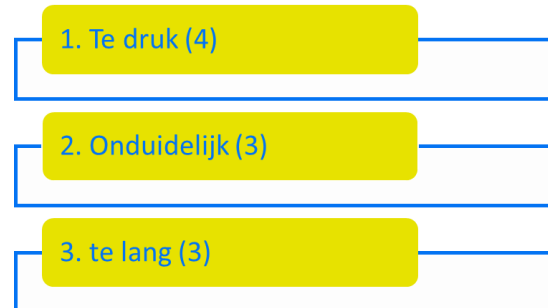 1. Te druk (4)
2. Onduidelijk (3)
3. te lang (3)